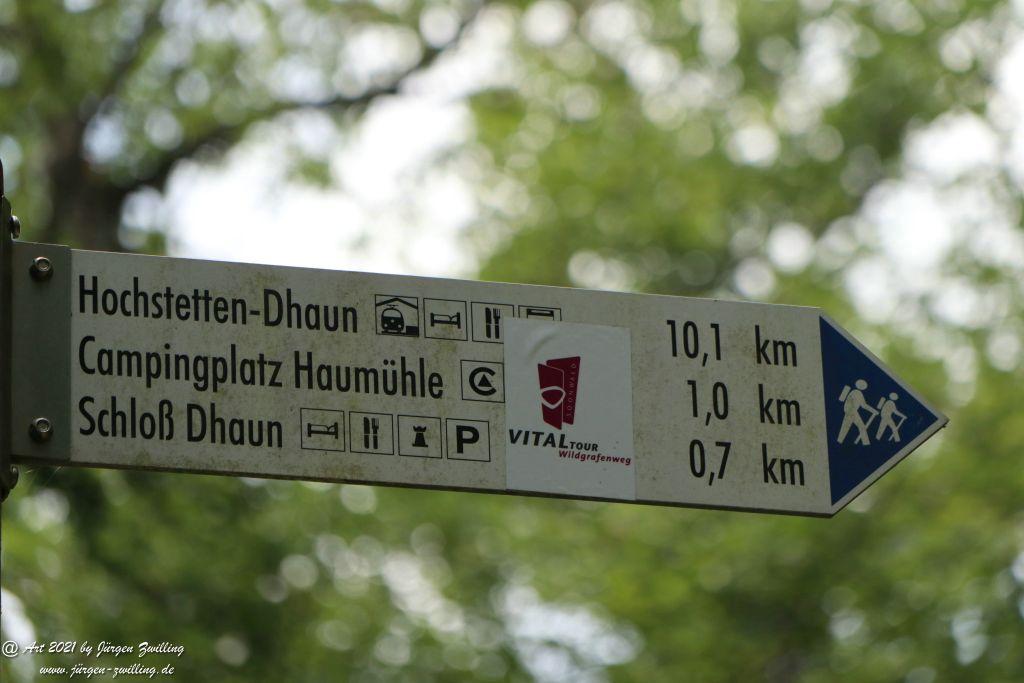 Hochstetten-Dhaun 10,1 km
Campingplatz Haumühle 1,0 km
Schloß Dhaun P 0,7 km
SOONWALD
VITALTOUR
Wildgrafenweg
@ Art 2021 by Jürgen Zwilling
www.jürgen-zwilling.de